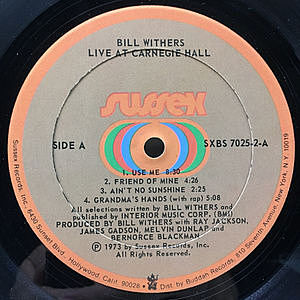 BILL WITHERS
LIVE AT CARNEGIE HALL
sussex
SIDE A
SXBS 7025-2-A
1. USE ME 8:30
2. FRIEND OF MINE 4:26
3. AIN'T NO SUNSHINE 2:25
4. GRANDMA'S HANDS (with rap) 5:08
All selections written by BILL WITHERS and
published by INTERIOR MUSIC CORP. (BMI)
PRODUCED BY BILL WITHERS WITH RAY JACKSON,
JAMES GADSON, MELVIN DUNLAP AND
BERNORCE BLACKMAN
℗ © 1973 by Sussex Records, Inc.
All Rights Reserved.
Sussex Records, Inc., 6430 Sunset Blvd., Hollywood, Calif. 90028 • Dist. by Buddah Records, 810 Seventh Avenue, New York, N.Y. 10019